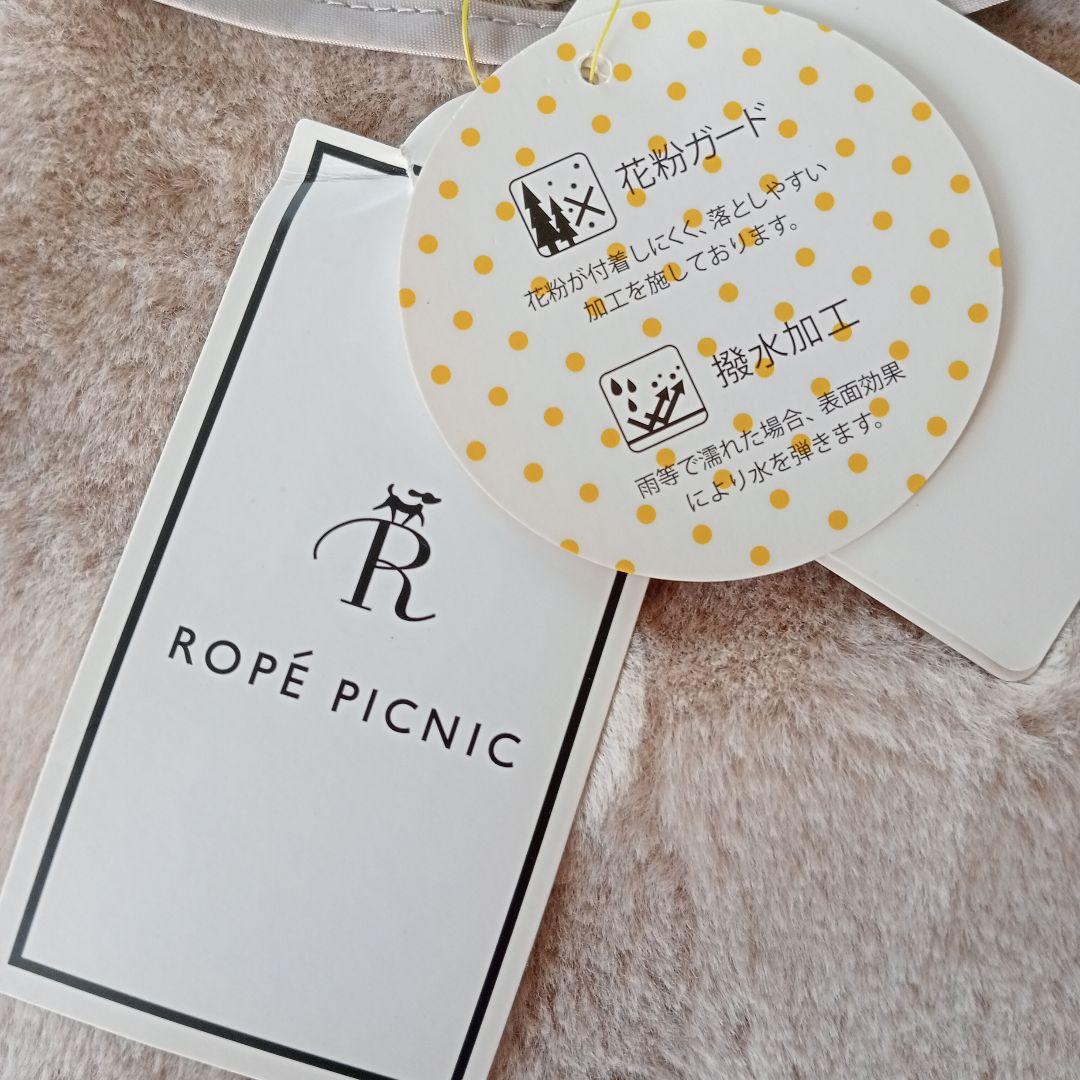 花粉ガード
花粉が付着しにくく、落としやすい
加工を施しております。
撥水加工
雨等で濡れた場合、表面効果
により水を弾きます。
R
ROPÉ PICNIC